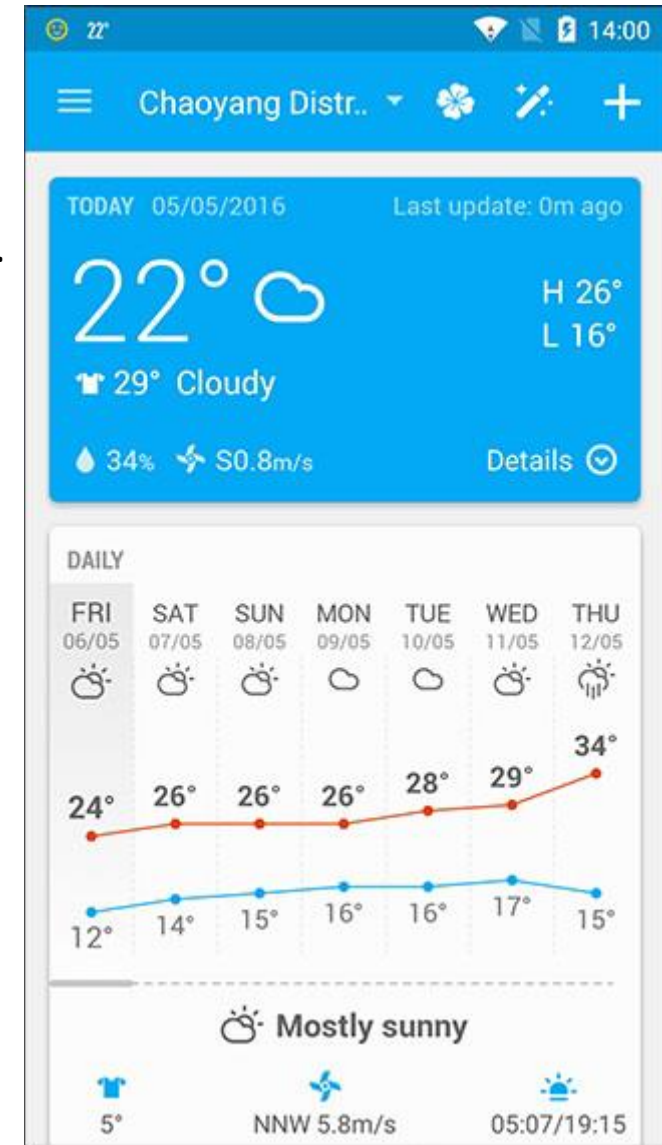 22° 14:00
Chaoyang Distr..
TODAY 05/05/2016 Last update: 0m ago
22° H 26°
L 16°
29° Cloudy
34% S0.8m/s Details
DAILY
FRI SAT SUN MON TUE WED THU
06/05 07/05 08/05 09/05 10/05 11/05 12/05
24° 26° 26° 26° 28° 29° 34°
12° 14° 15° 16° 16° 17° 15°
Mostly sunny
5° NNW 5.8m/s 05:07/19:15